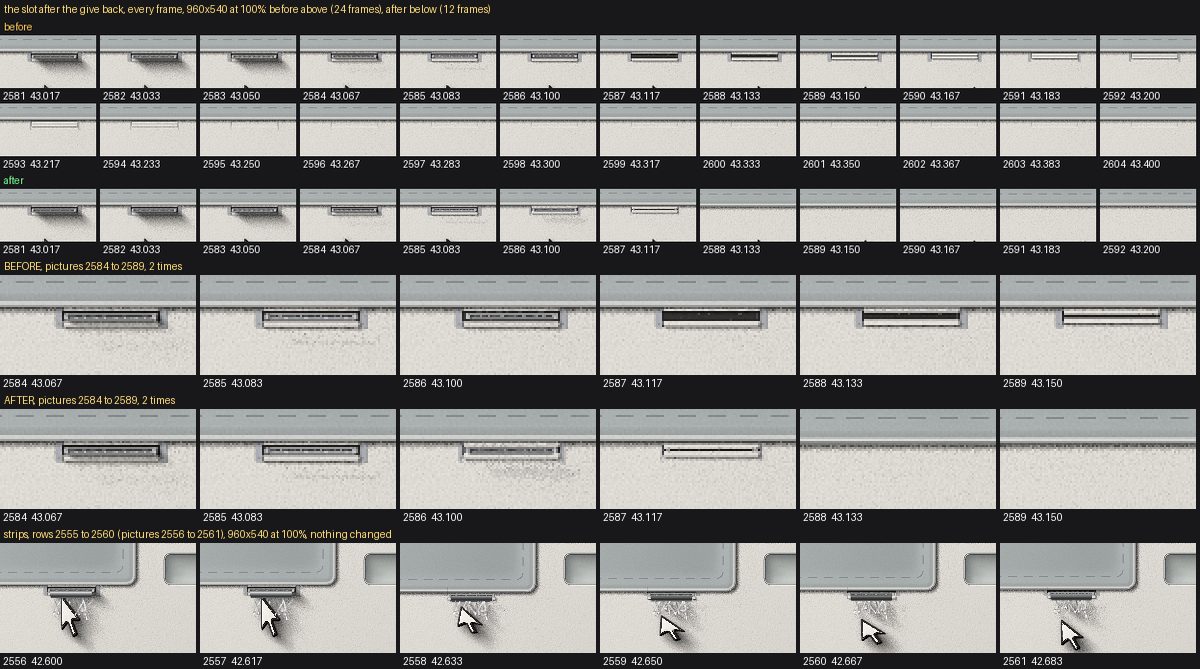 the slot after the give back, every frame, 960x540 at 100%: before above (24 frames), after below (12 frames)
before
2581 43.017 2582 43.033 2583 43.050 2584 43.067 2585 43.083 2586 43.100 2587 43.117 2588 43.133 2589 43.150 2590 43.167 2591 43.183 2592 43.200
2593 43.217 2594 43.233 2595 43.250 2596 43.267 2597 43.283 2598 43.300 2599 43.317 2600 43.333 2601 43.350 2602 43.367 2603 43.383 2604 43.400
after
2581 43.017 2582 43.033 2583 43.050 2584 43.067 2585 43.083 2586 43.100 2587 43.117 2588 43.133 2589 43.150 2590 43.167 2591 43.183 2592 43.200
BEFORE, pictures 2584 to 2589, 2 times
2584 43.067 2585 43.083 2586 43.100 2587 43.117 2588 43.133 2589 43.150
AFTER, pictures 2584 to 2589, 2 times
2584 43.067 2585 43.083 2586 43.100 2587 43.117 2588 43.133 2589 43.150
strips, rows 2555 to 2560 (pictures 2556 to 2561), 960x540 at 100%, nothing changed
2556 42.600 2557 42.617 2558 42.633 2559 42.650 2560 42.667 2561 42.683